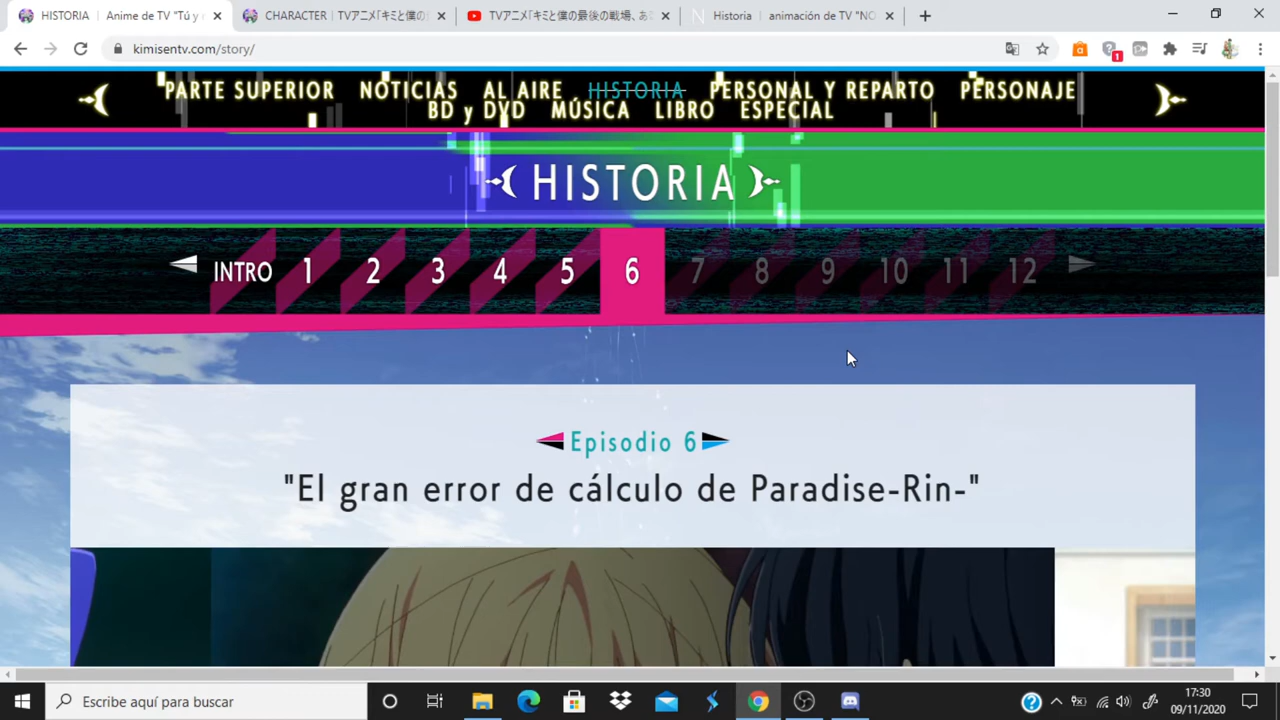 HISTORIA | Anime de TV "Tú y
CHARACTER | TVアニメ「キミと僕の
TVアニメ「キミと僕の最後の戦場、ある
Historia | animación de TV "NO
kimisentv.com/story/
1
PARTE SUPERIOR NOTICIAS AL AIRE HISTORIA PERSONAL Y REPARTO PERSONAJE
BD y DVD MÚSICA LIBRO ESPECIAL
HISTORIA
INTRO 1 2 3 4 5 6 7 8 9 10 11 12
Episodio 6
"El gran error de cálculo de Paradise-Rin-"
Escribe aquí para buscar
17:30
09/11/2020